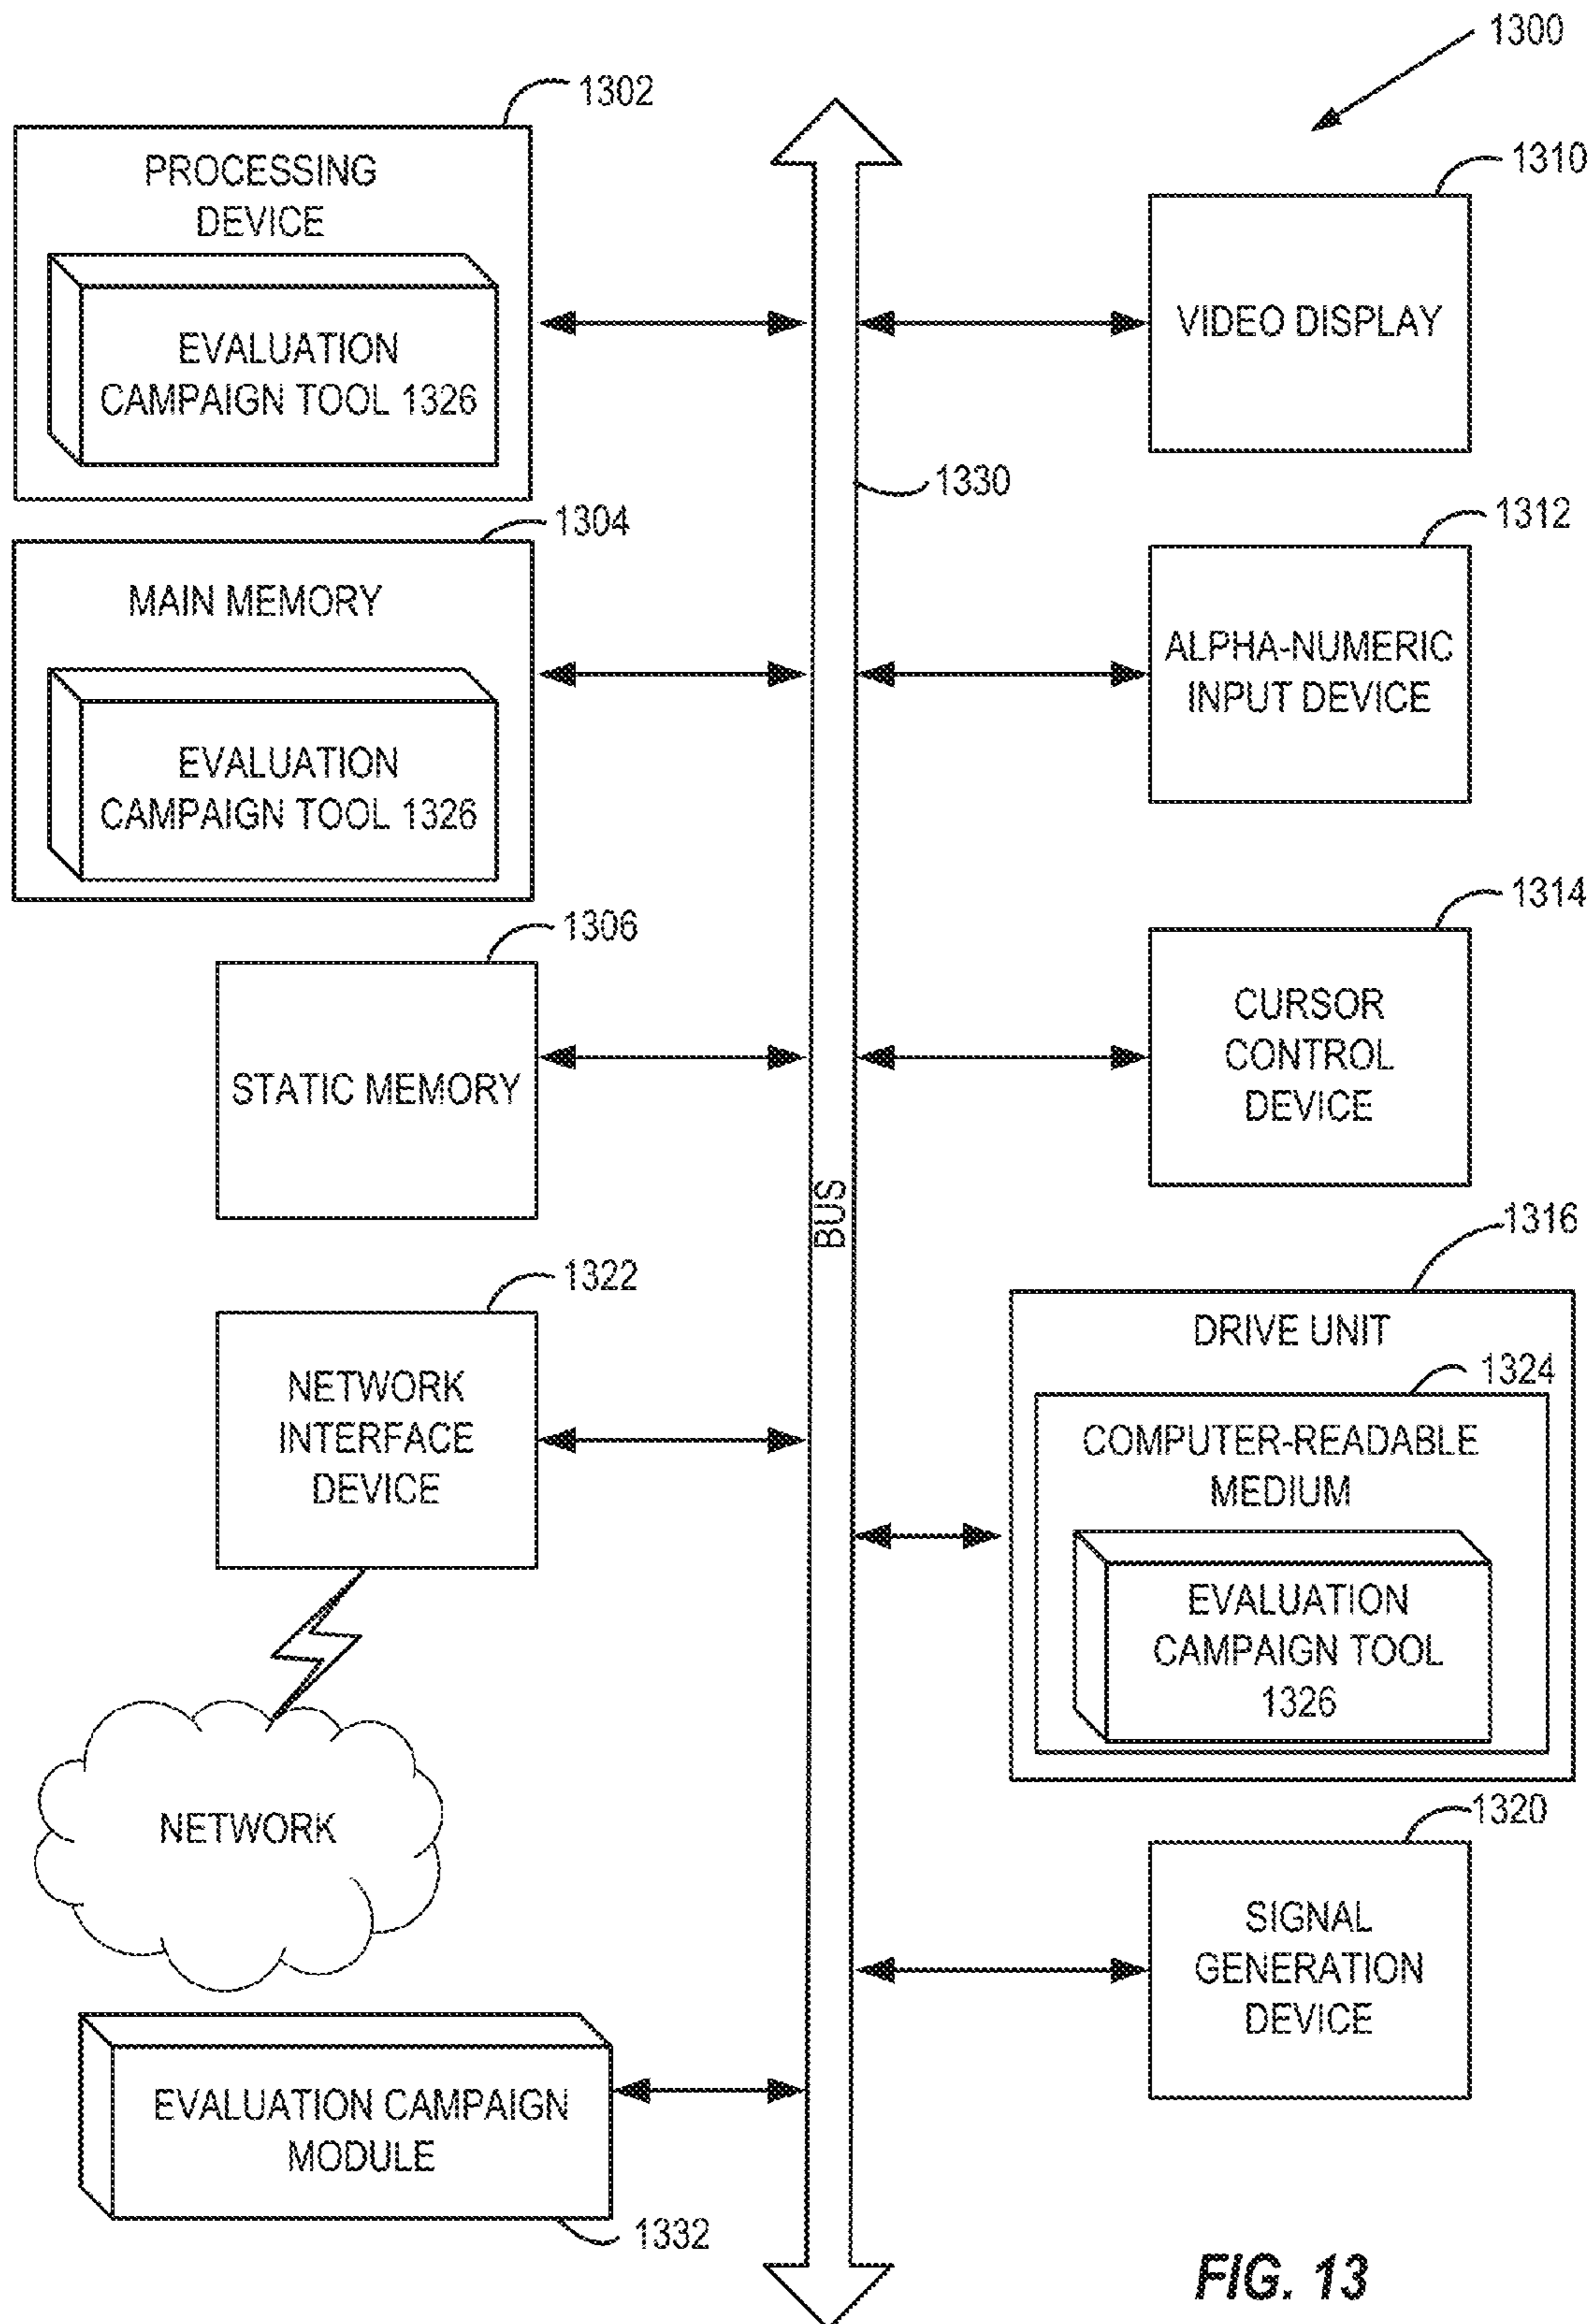 1300
1302
PROCESSING
DEVICE
EVALUATION
CAMPAIGN TOOL 1326
1310
VIDEO DISPLAY
1330
1304
MAIN MEMORY
EVALUATION
CAMPAIGN TOOL 1326
1312
ALPHA-NUMERIC
INPUT DEVICE
1306
STATIC MEMORY
1314
CURSOR
CONTROL
DEVICE
BUS
1322
NETWORK
INTERFACE
DEVICE
1316
DRIVE UNIT
1324
COMPUTER-READABLE
MEDIUM
EVALUATION
CAMPAIGN TOOL
1326
NETWORK
1320
SIGNAL
GENERATION
DEVICE
EVALUATION CAMPAIGN
MODULE
1332
FIG. 13